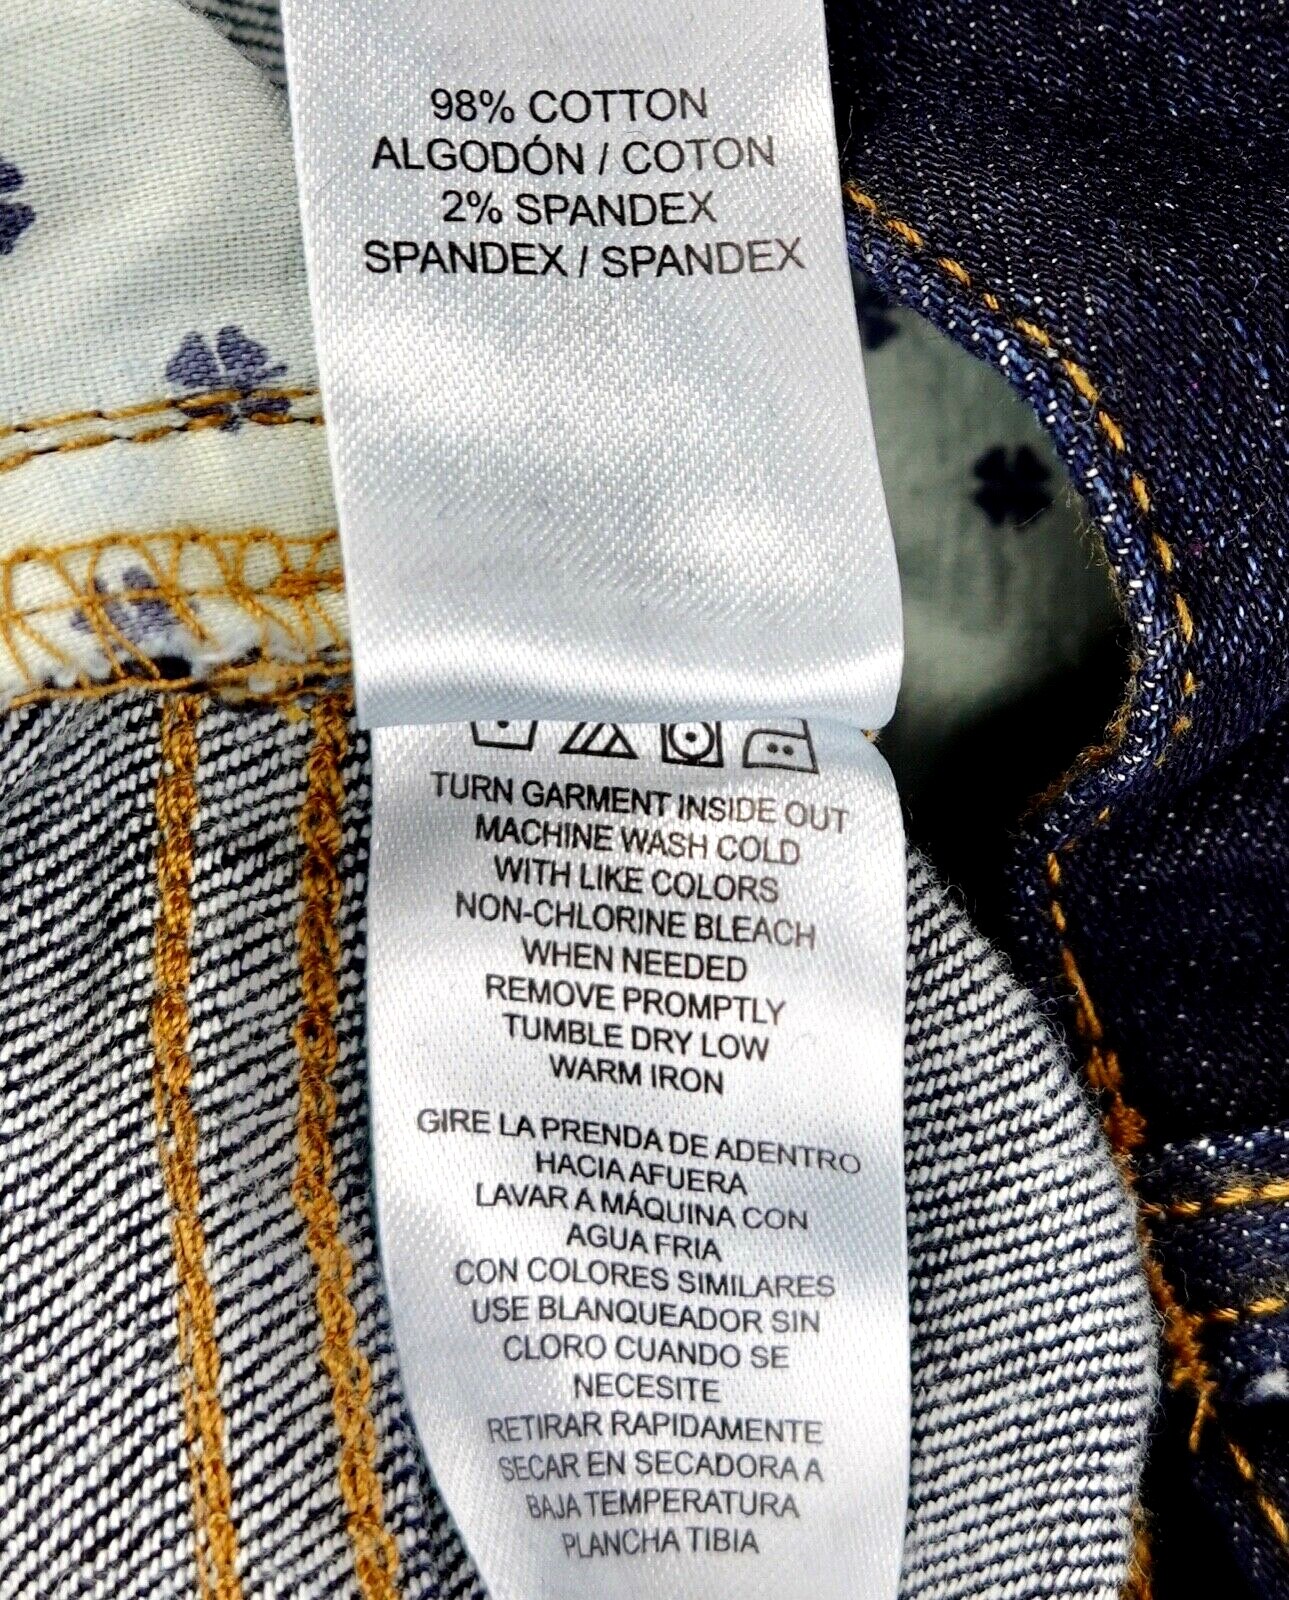 98% COTTON
ALGODÓN / COTON
2% SPANDEX
SPANDEX / SPANDEX
TURN GARMENT INSIDE OUT
MACHINE WASH COLD
WITH LIKE COLORS
NON-CHLORINE BLEACH
WHEN NEEDED
REMOVE PROMPTLY
TUMBLE DRY LOW
WARM IRON
GIRE LA PRENDA DE ADENTRO
HACIA AFUERA
LAVAR A MÁQUINA CON
AGUA FRIA
CON COLORES SIMILARES
USE BLANQUEADOR SIN
CLORO CUANDO SE
NECESITE
RETIRAR RAPIDAMENTE
SECAR EN SECADORA A
BAJA TEMPERATURA
PLANCHA TIBIA